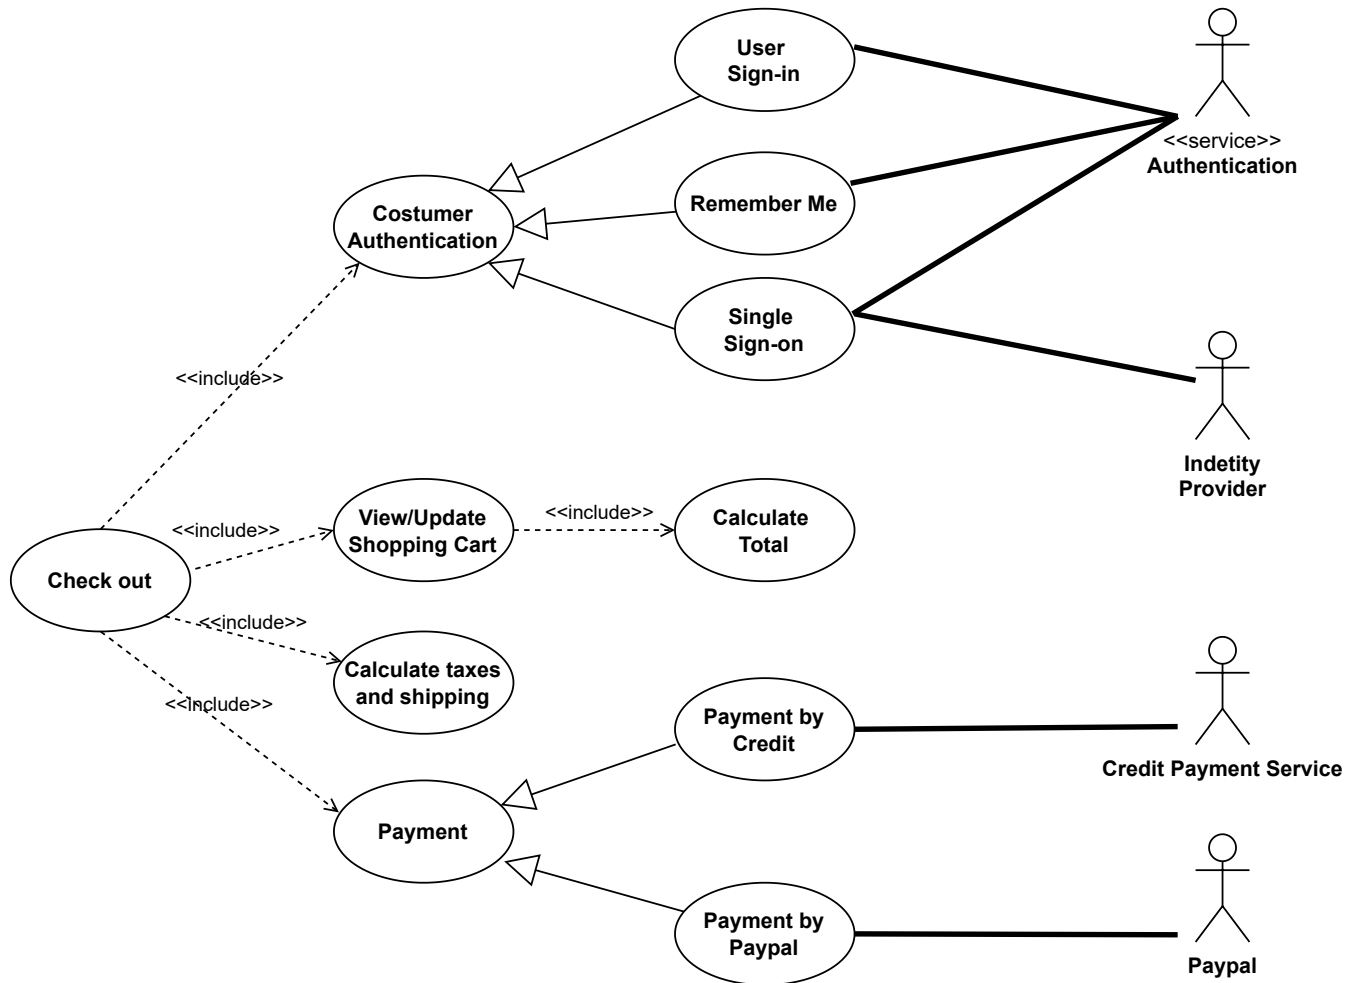 User
Sign-in
<<service>>
Authentication
Remember Me
Costumer
Authentication
Single
Sign-on
<<include>>
Indetity
Provider
<<include>>
View/Update
Shopping Cart
<<include>>
Calculate
Total
Check out
<<include>>
Calculate taxes
and shipping
<<include>>
Payment by
Credit
Credit Payment Service
Payment
Payment by
Paypal
Paypal